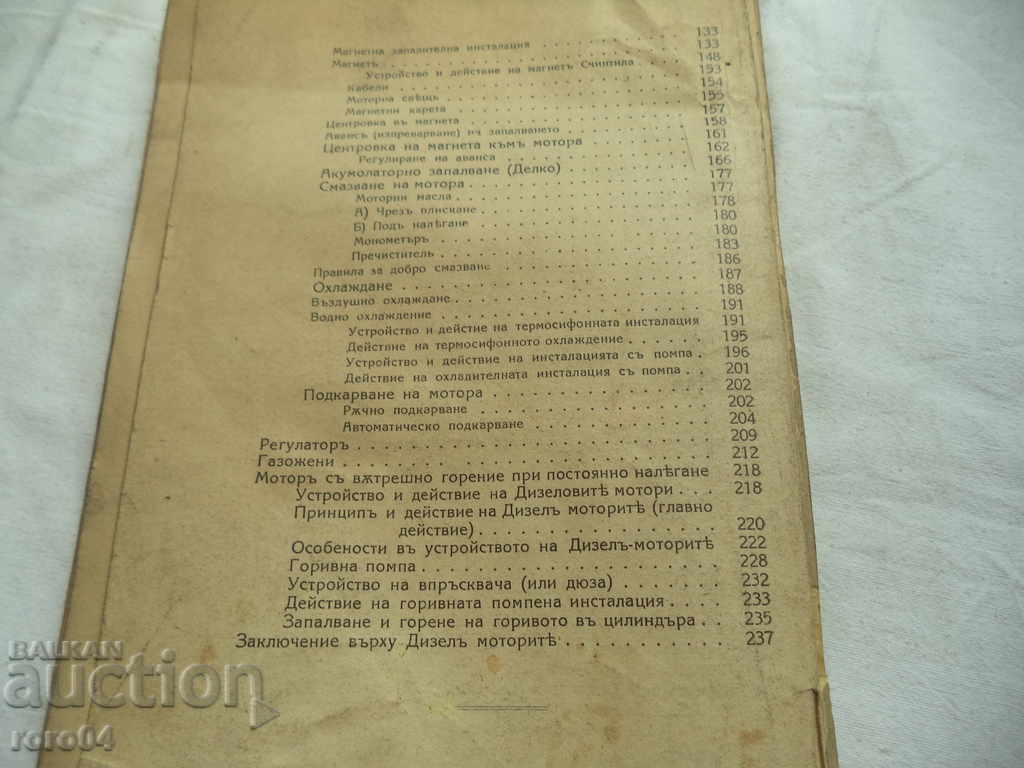 133
Магнетна запалителна инсталация . . . . . . . . . . 133
Магнетъ . . . . . . . . . . 148
Устройство и действие на магнетъ Счинтила . . . . 153
Кабели . . . . . . . . . . 154
Моторна свѣщь . . . . . . . . . . 155
Магнетни карета . . . . . . . . . . 157
Центровка въ магнета . . . . . . . . . . 158
Авансъ (изпреварване) на запалването . . . . . . . . . . 161
Центровка на магнета къмъ мотора . . . . . . . . . . 162
Регулиране на аванса . . . . . . . . . . 166
Акумолаторно запалване (Делко) . . . . . . . . . . 177
Смазване на мотора . . . . . . . . . . 177
Моторни масла . . . . . . . . . . 178
А) Чрезъ плискане . . . . . . . . . . 180
Б) Подъ налѣгане . . . . . . . . . . 180
Монометъръ . . . . . . . . . . 183
Пречиститель . . . . . . . . . . 186
Правила за добро смазване . . . . . . . . . . 187
Охлаждане . . . . . . . . . . 188
Въздушно охлаждане . . . . . . . . . . 191
Водно охлаждение . . . . . . . . . . 191
Устройство и дейстие на термосифонната инсталация 195
Действие на термосифонното охлаждение . . . . . . 196
Устройство и действие на инсталацията съ помпа . 201
Действие на охладителната инсталация съ помпа . . 202
Подкарване на мотора . . . . . . . . . . 202
Рѫчно подкарване . . . . . . . . . . 204
Автоматическо подкарване . . . . . . . . . . 209
Регулаторъ . . . . . . . . . . 212
Газожени . . . . . . . . . .
Моторъ съ вѫтрешно горение при постоянно налѣгане 218
Устройство и действие на Дизеловитѣ мотори . . . 218
Принципъ и действие на Дизелъ моторитѣ (главно
действие) . . . . . . . . . . 220
Особености въ устройството на Дизелъ-моторитѣ 222
Горивна помпа . . . . . . . . . . 228
Устройство на впръсквача (или дюза) . . . . . . . 232
Действие на горивната помпена инсталация . . . . 233
Запалване и горене на горивото въ цилиндъра . . 235
Заключение върху Дизелъ моторитѣ . . . . . . . . . . 237
BALKAN
auction
roro04